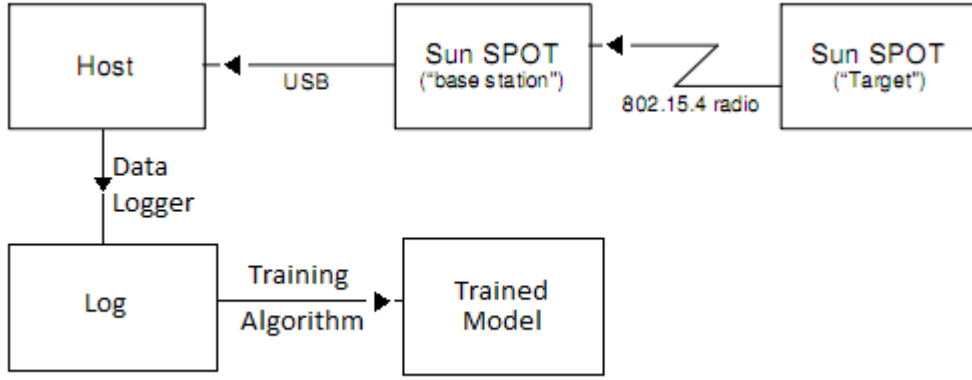 Host
USB
Sun SPOT
("base station")
802.15.4 radio
Sun SPOT
("Target")
Data
Logger
Log
Training
Algorithm
Trained
Model